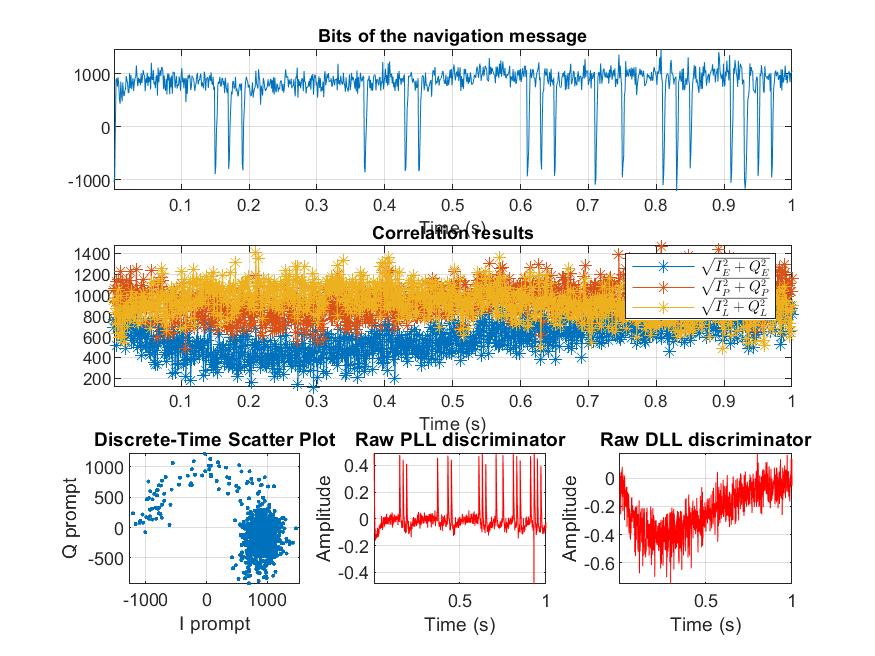 Bits of the navigation message
1000
0
-1000
0.1 0.2 0.3 0.4 0.5 0.6 0.7 0.8 0.9 1
Time (s)
Correlation results
1400
1200
1000
800
600
400
200
√I_E^2 + Q_E^2
√I_P^2 + Q_P^2
√I_L^2 + Q_L^2
0.1 0.2 0.3 0.4 0.5 0.6 0.7 0.8 0.9 1
Time (s)
Discrete-Time Scatter Plot
Q prompt
1000
500
0
-500
-1000 0 1000
I prompt
Raw PLL discriminator
Amplitude
0.4
0.2
0
-0.2
-0.4
0.5 1
Time (s)
Raw DLL discriminator
Amplitude
0
-0.2
-0.4
-0.6
0.5 1
Time (s)